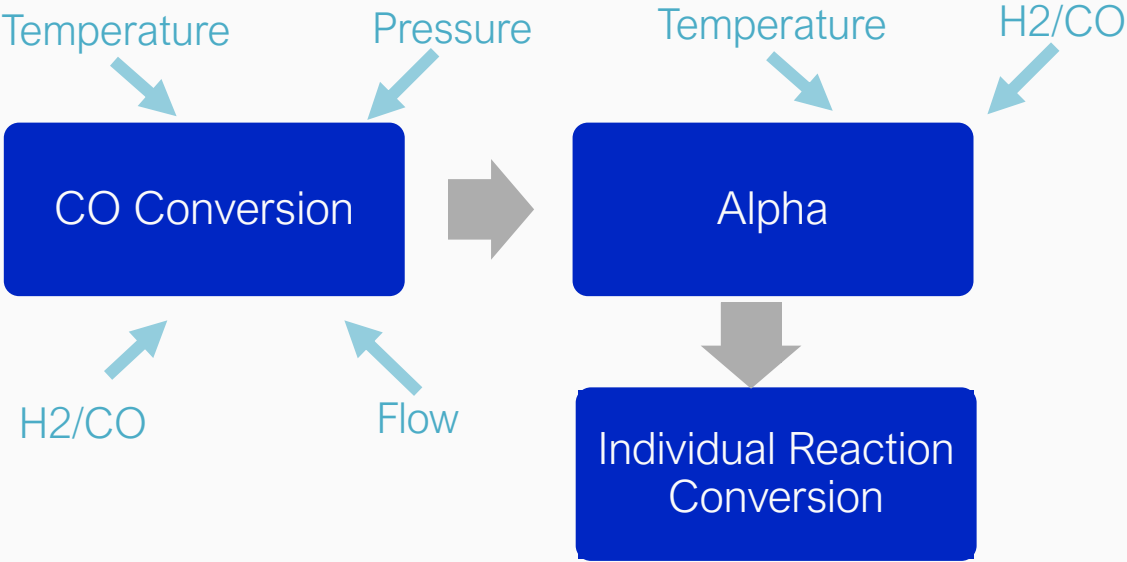 Temperature
Pressure
Temperature
H2/CO
CO Conversion
Alpha
H2/CO
Flow
Individual Reaction
Conversion